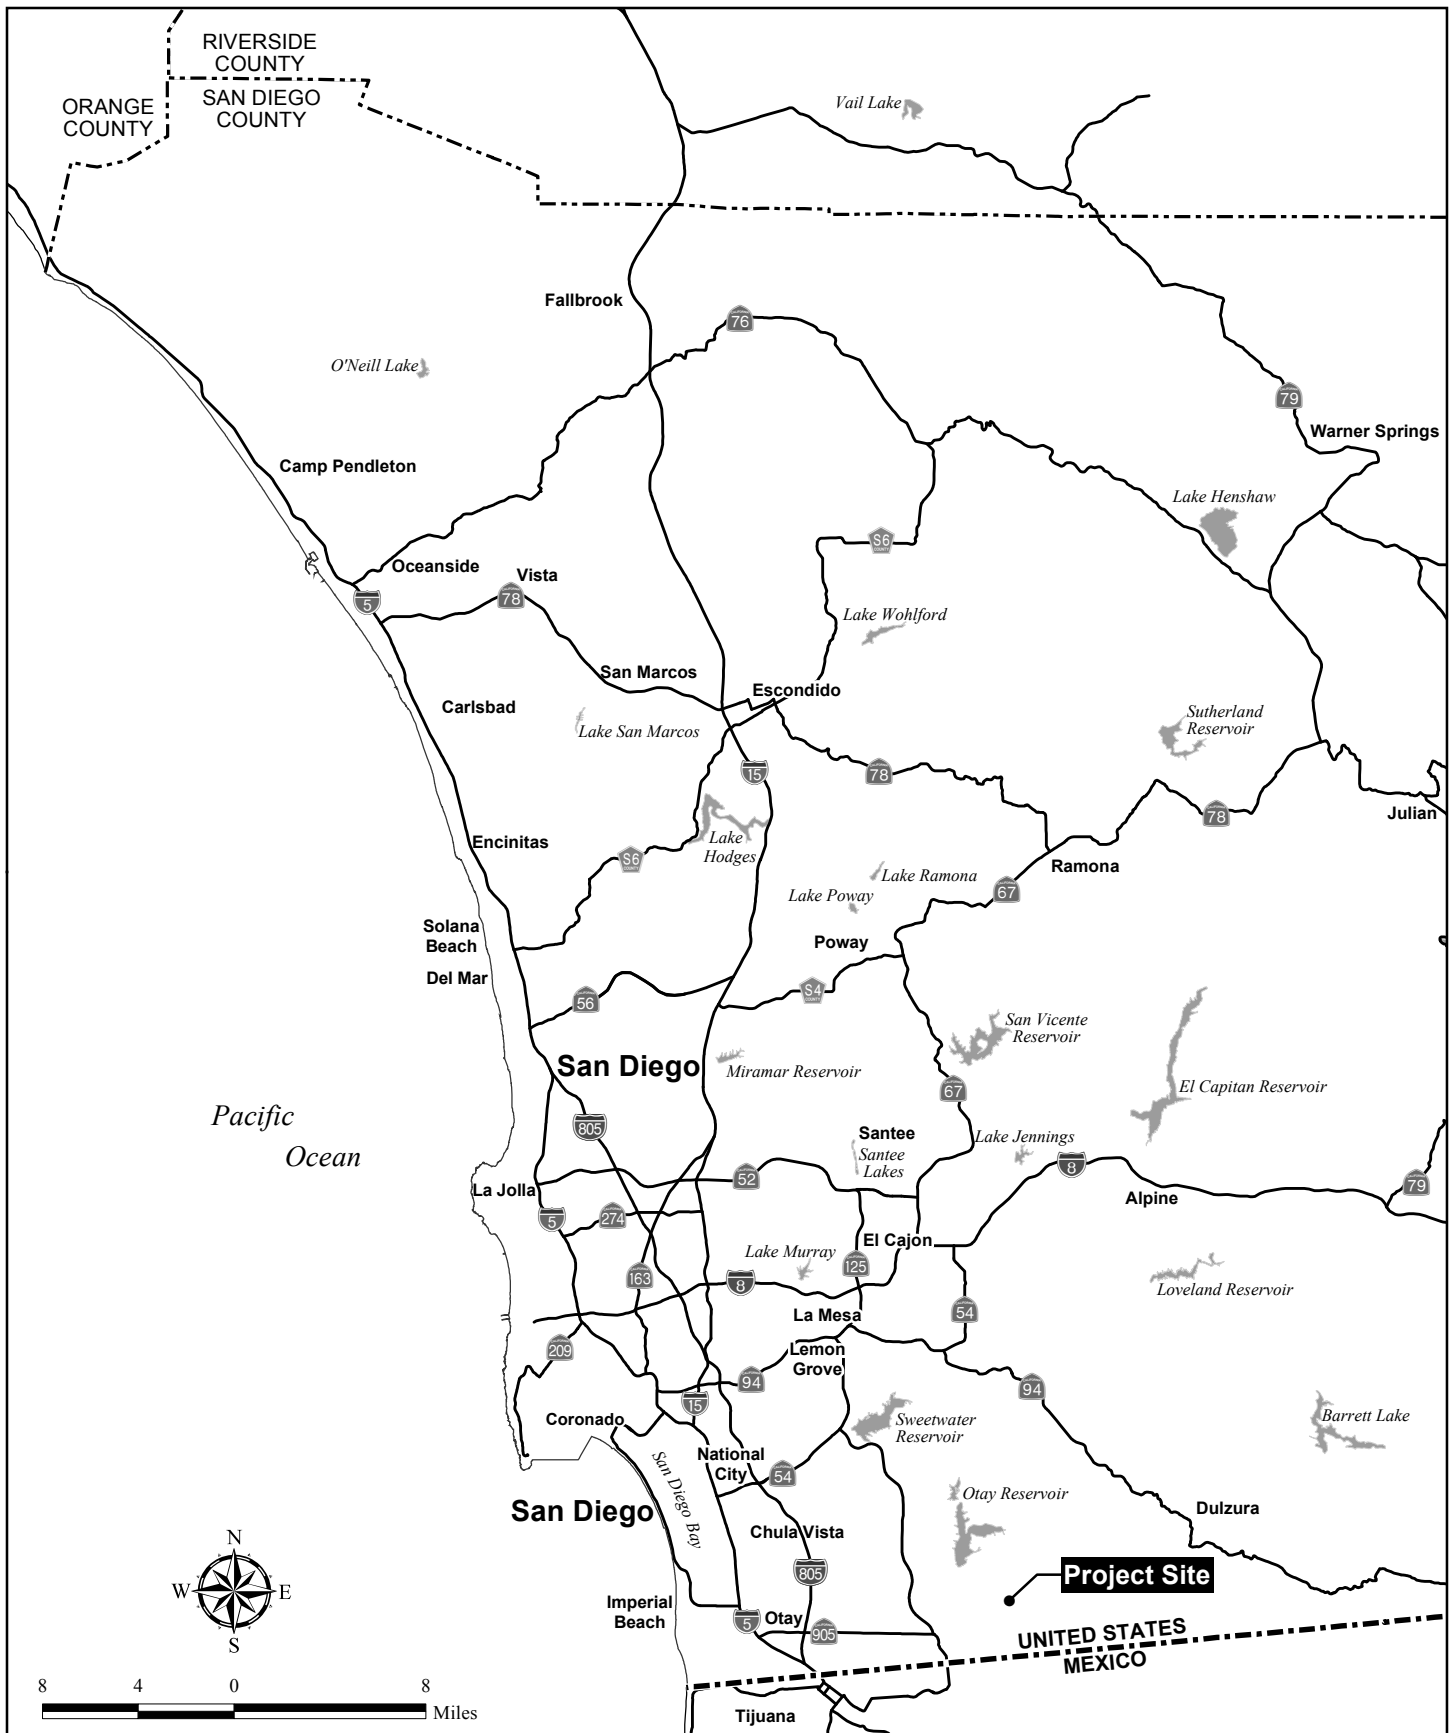 RIVERSIDE
COUNTY
ORANGE
COUNTY
SAN DIEGO
COUNTY
Vail Lake
Fallbrook
76
O'Neill Lake
79
Warner Springs
Camp Pendleton
Lake Henshaw
S6
COUNTY
Oceanside
Vista
5
78
Lake Wohlford
San Marcos
Escondido
Carlsbad
Lake San Marcos
Sutherland
Reservoir
15
78
78
Julian
Encinitas
Lake
Hodges
S6
COUNTY
Ramona
Lake Ramona
67
Lake Poway
Solana
Beach
Poway
Del Mar
56
S4
COUNTY
San Vicente
Reservoir
San Diego
Miramar Reservoir
El Capitan Reservoir
67
Pacific
Ocean
805
Santee
Santee
Lakes
Lake Jennings
8
52
La Jolla
Alpine
79
5
274
El Cajon
Lake Murray
125
163
8
Loveland Reservoir
54
La Mesa
209
Lemon
Grove
94
94
15
Coronado
Sweetwater
Reservoir
Barrett Lake
National
City
54
San Diego Bay
Otay Reservoir
San Diego
Dulzura
Chula Vista
805
Project Site
Imperial
Beach
5
Otay
905
UNITED STATES
MEXICO
N
W
E
S
8
4
0
8
Miles
Tijuana